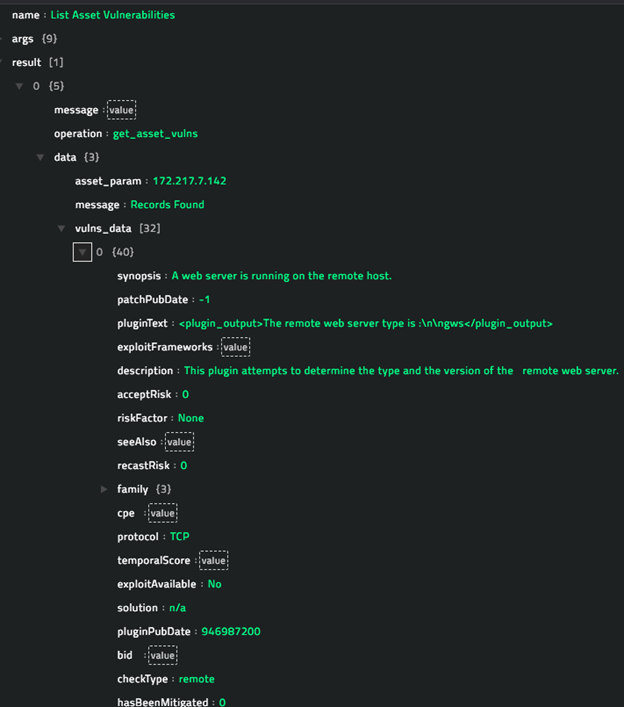 name : List Asset Vulnerabilities
args {9}
result [1]
0 {5}
message : value
operation : get_asset_vulns
data {3}
asset_param : 172.217.7.142
message : Records Found
vulns_data [32]
0 {40}
synopsis : A web server is running on the remote host.
patchPubDate : -1
pluginText : <plugin_output>The remote web server type is :\n\ngws</plugin_output>
exploitFrameworks : value
description : This plugin attempts to determine the type and the version of the remote web server.
acceptRisk : 0
riskFactor : None
seeAlso : value
recastRisk : 0
family {3}
cpe : value
protocol : TCP
temporalScore : value
exploitAvailable : No
solution : n/a
pluginPubDate : 946987200
bid : value
checkType : remote
hasBeenMitigated : 0